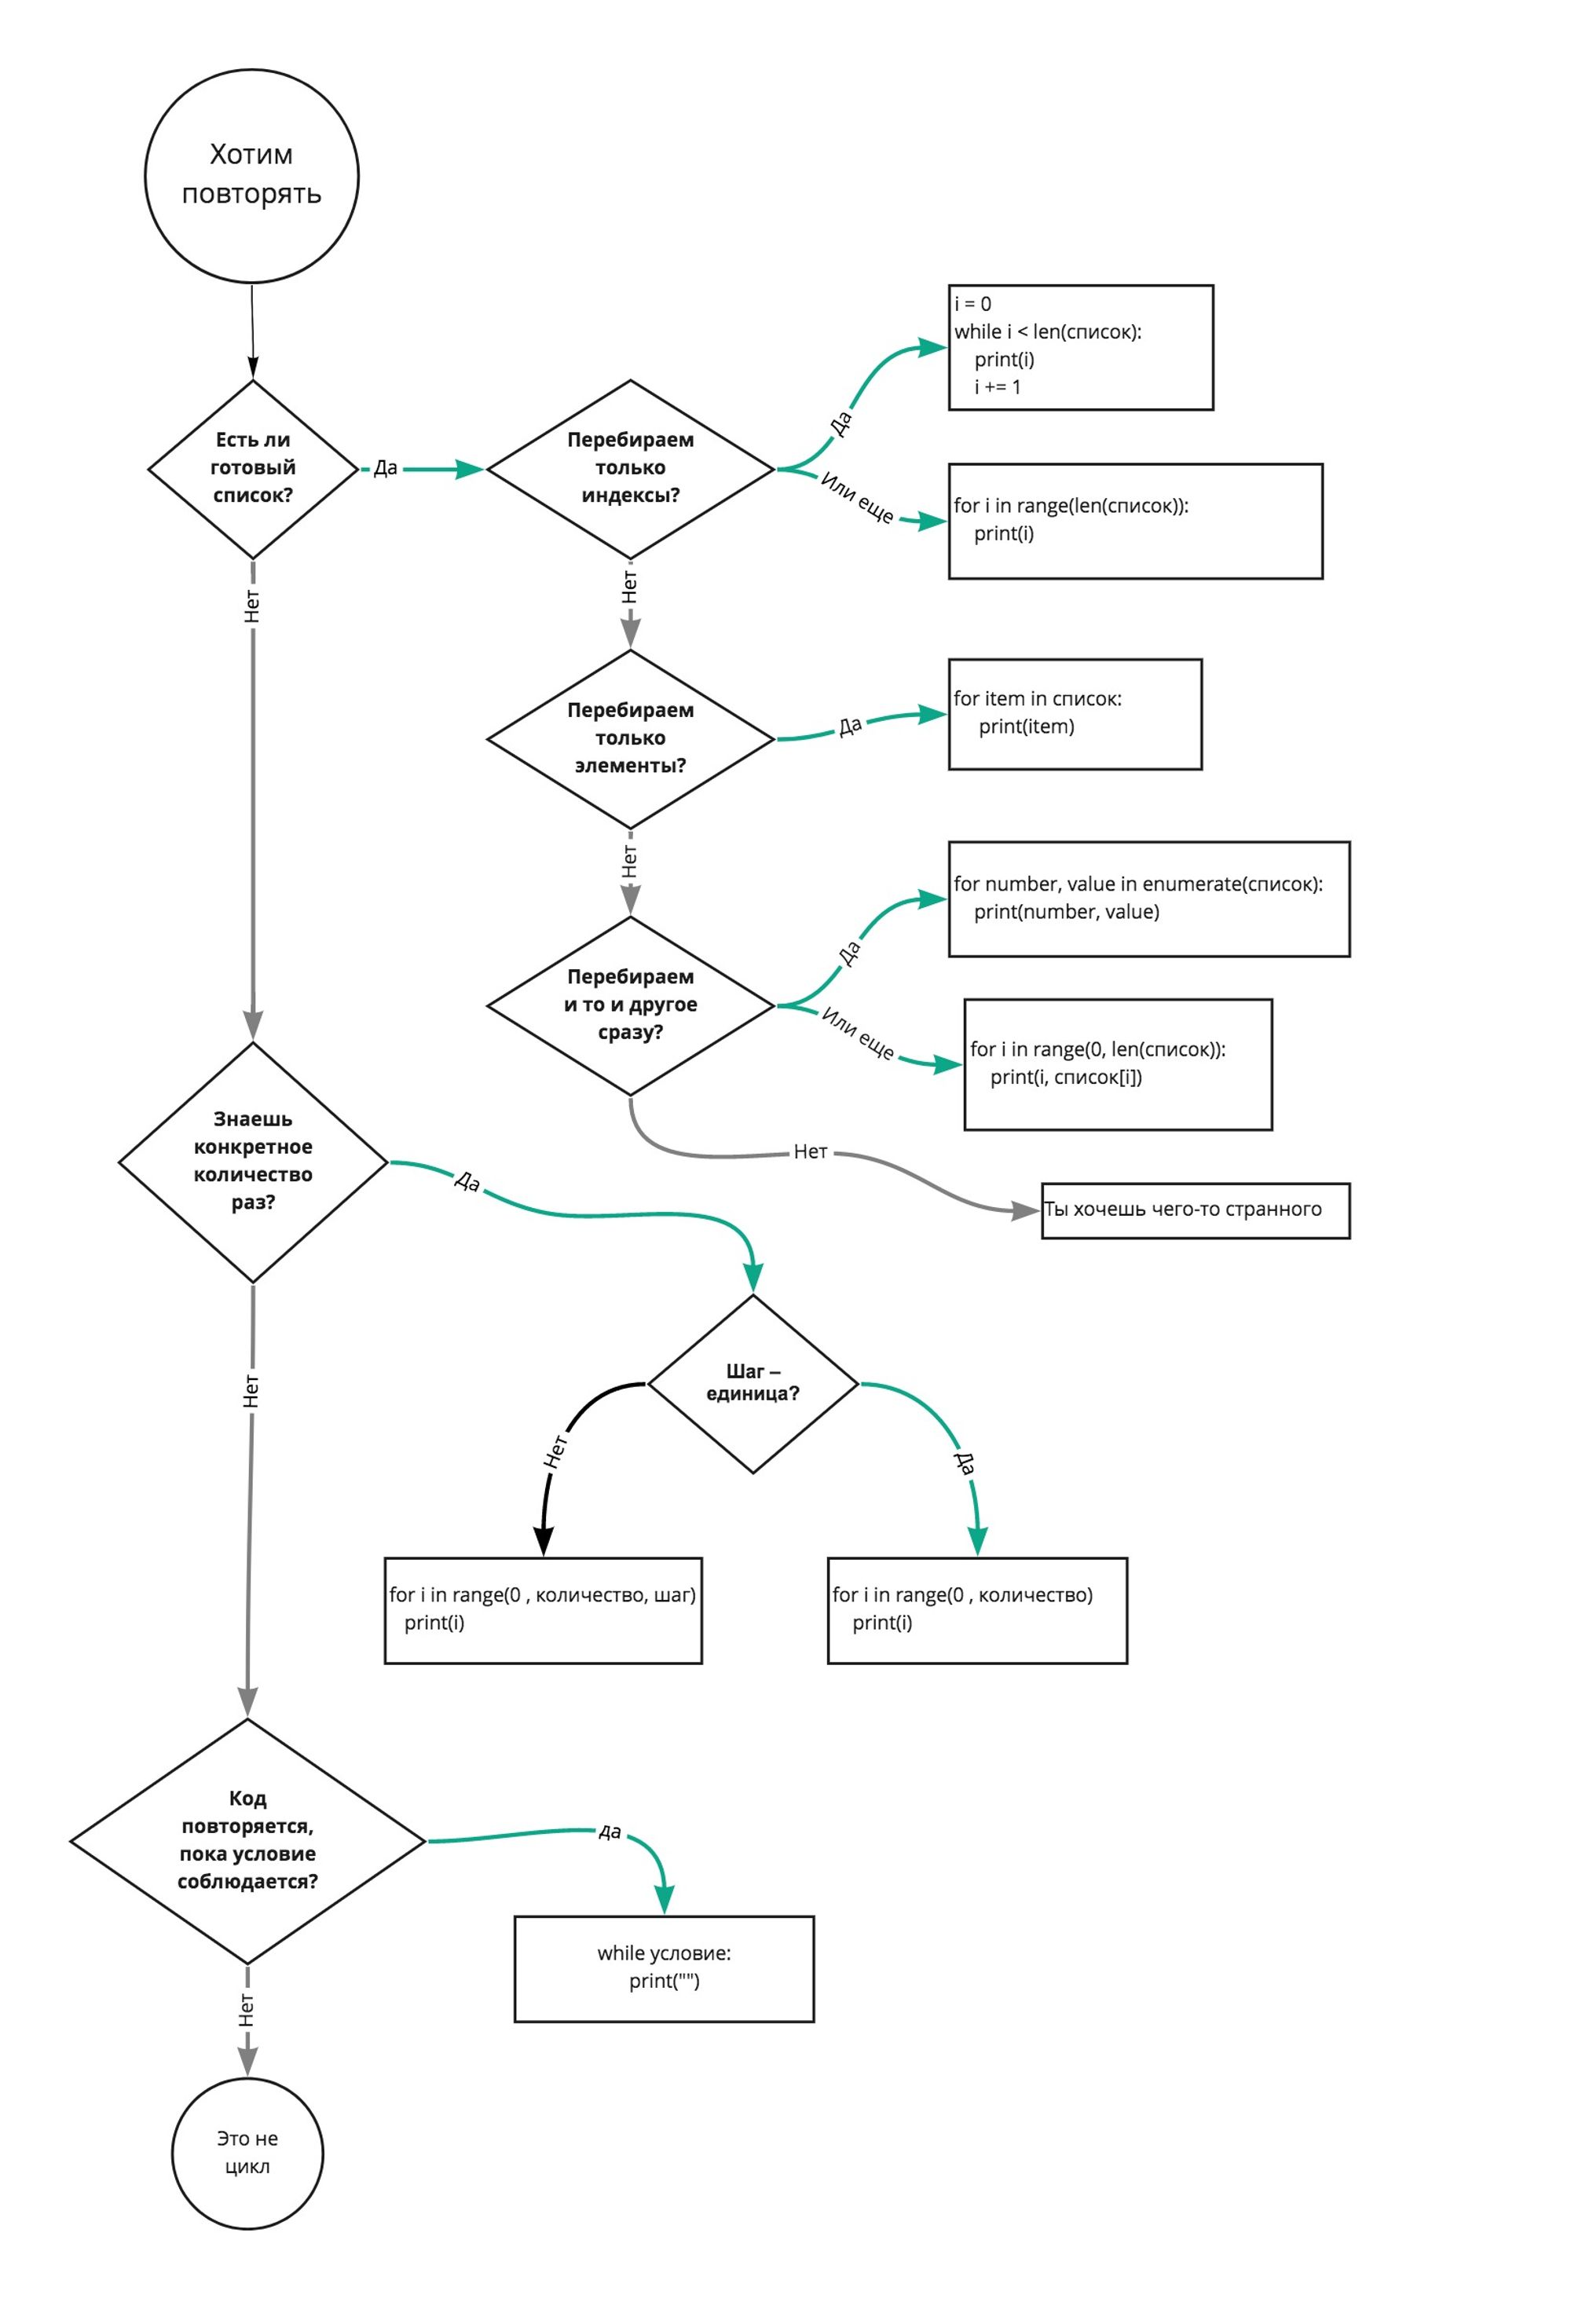 Хотим
повторять
i = 0
while i < len(список):
print(i)
i += 1
Есть ли
готовый
список?
Да
Перебираем
только
индексы?
Да
Или еще
for i in range(len(список)):
print(i)
Нет
Нет
Перебираем
только
элементы?
Да
for item in список:
print(item)
Нет
Перебираем
и то и другое
сразу?
Да
for number, value in enumerate(список):
print(number, value)
Или еще
for i in range(0, len(список)):
print(i, список[i])
Нет
Ты хочешь чего-то странного
Знаешь
конкретное
количество
раз?
Да
Шаг –
единица?
Нет
Да
for i in range(0 , количество, шаг)
print(i)
for i in range(0 , количество)
print(i)
Нет
Код
повторяется,
пока условие
соблюдается?
да
while условие:
print("")
Нет
Это не
цикл